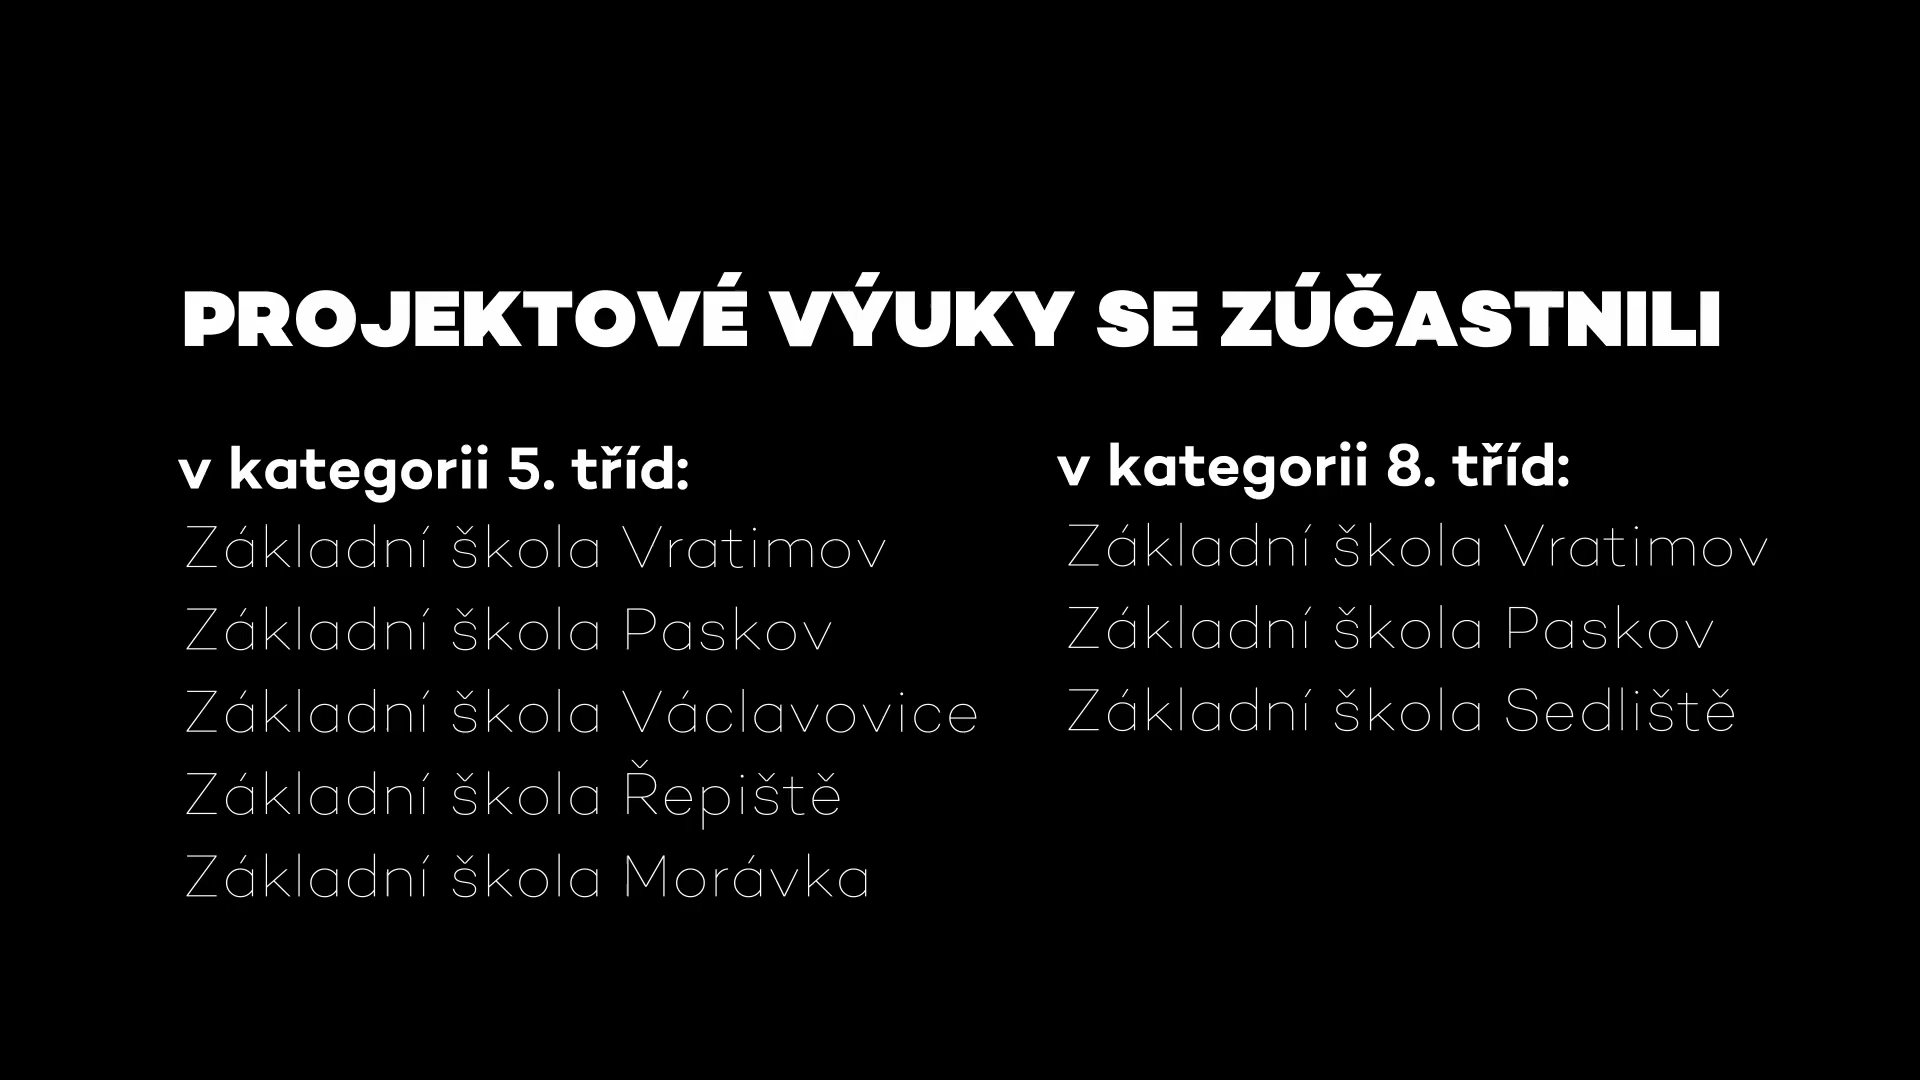 PROJEKTOVÉ VÝUKY SE ZÚČASTNILI
v kategorii 5. tříd:
Základní škola Vratimov
Základní škola Paskov
Základní škola Václavovice
Základní škola Řepiště
Základní škola Morávka
v kategorii 8. tříd:
Základní škola Vratimov
Základní škola Paskov
Základní škola Sedliště